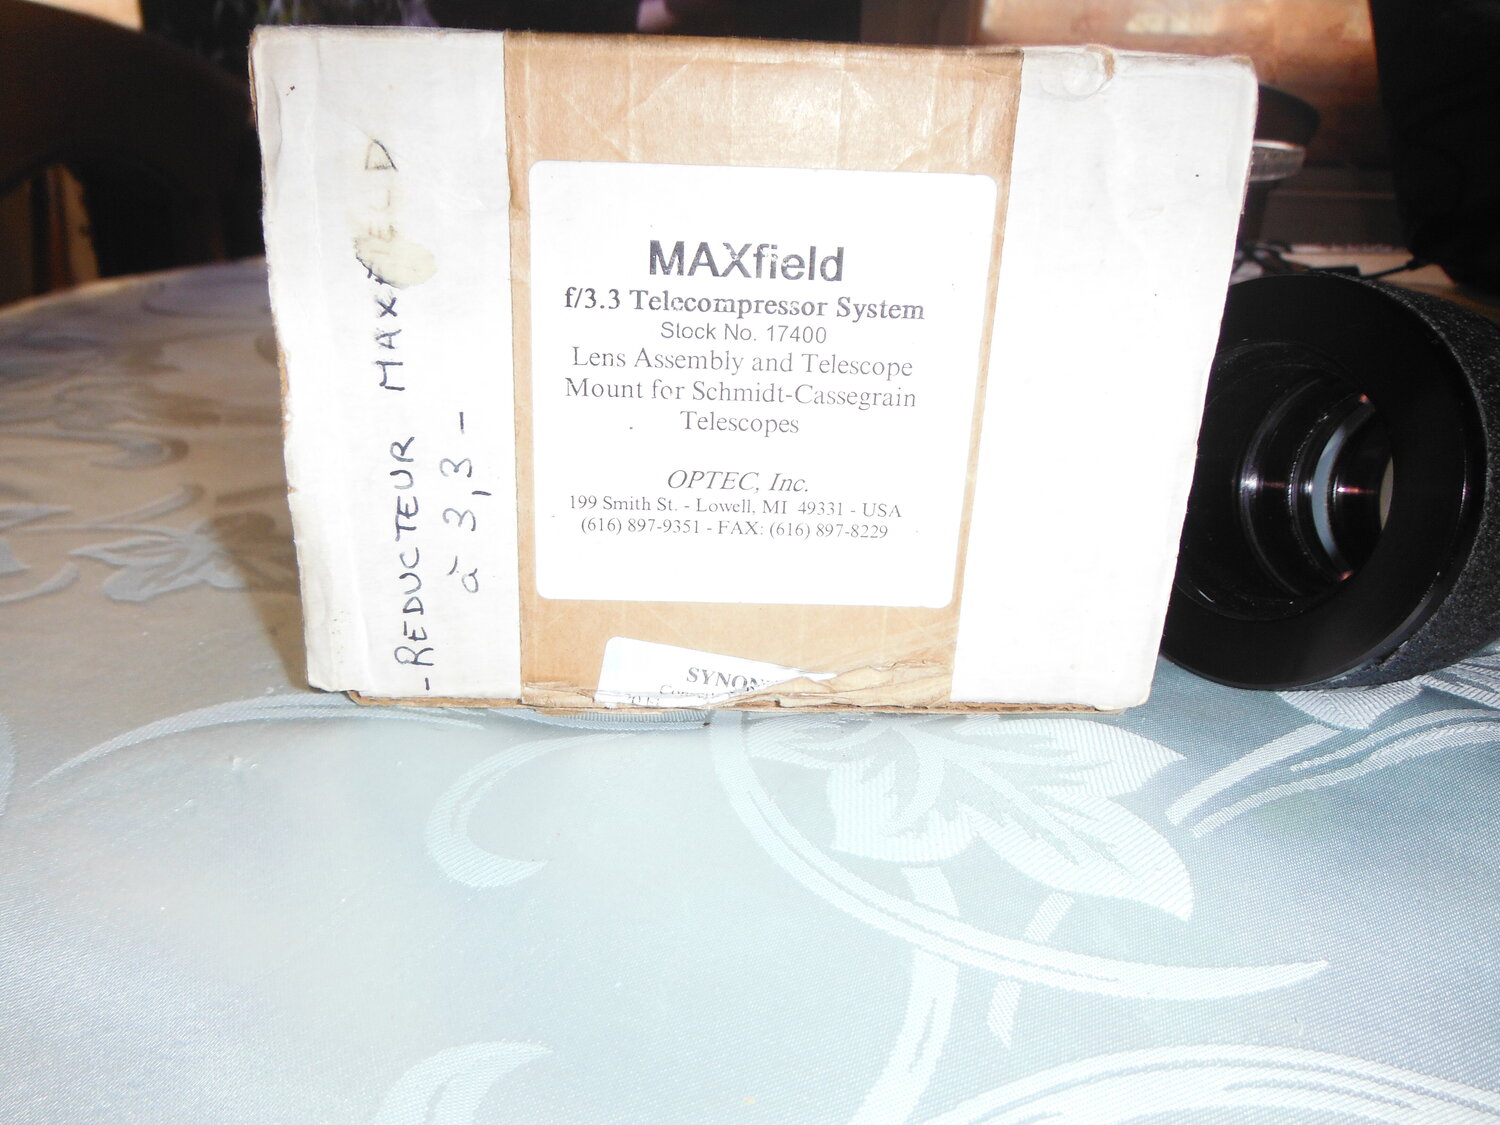 - REDUCTEUR MAXFIELD
à 3,3 -
MAXfield
f/3.3 Telecompressor System
Stock No. 17400
Lens Assembly and Telescope
Mount for Schmidt-Cassegrain
Telescopes
OPTEC, Inc.
199 Smith St. - Lowell, MI 49331 - USA
(616) 897-9351 - FAX: (616) 897-8229